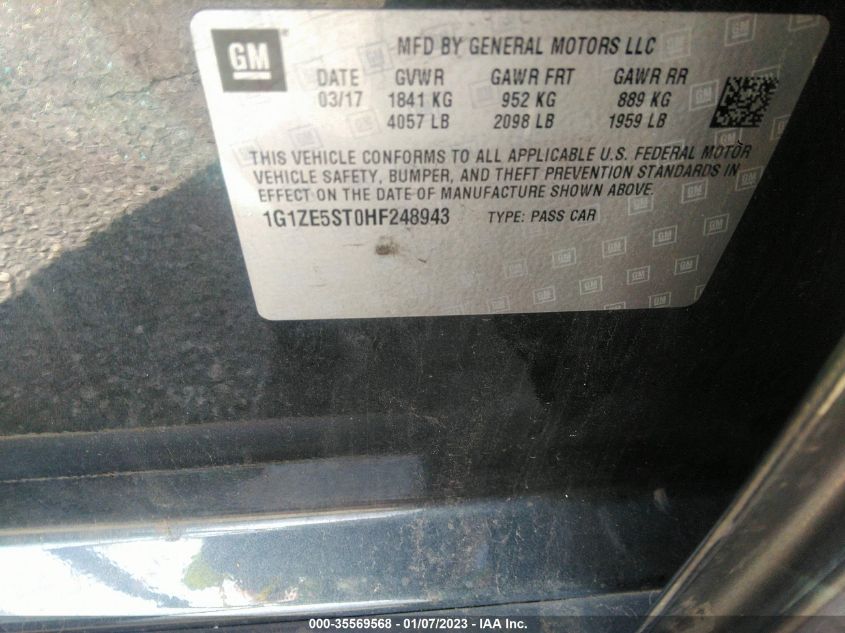 GM
MFD BY GENERAL MOTORS LLC
DATE GVWR GAWR FRT GAWR RR
03/17 1841 KG 952 KG 889 KG
4057 LB 2098 LB 1959 LB
THIS VEHICLE CONFORMS TO ALL APPLICABLE U.S. FEDERAL MOTOR
VEHICLE SAFETY, BUMPER, AND THEFT PREVENTION STANDARDS IN
EFFECT ON THE DATE OF MANUFACTURE SHOWN ABOVE.
1G1ZE5ST0HF248943 TYPE: PASS CAR
000-35569568 - 01/07/2023 - IAA Inc.